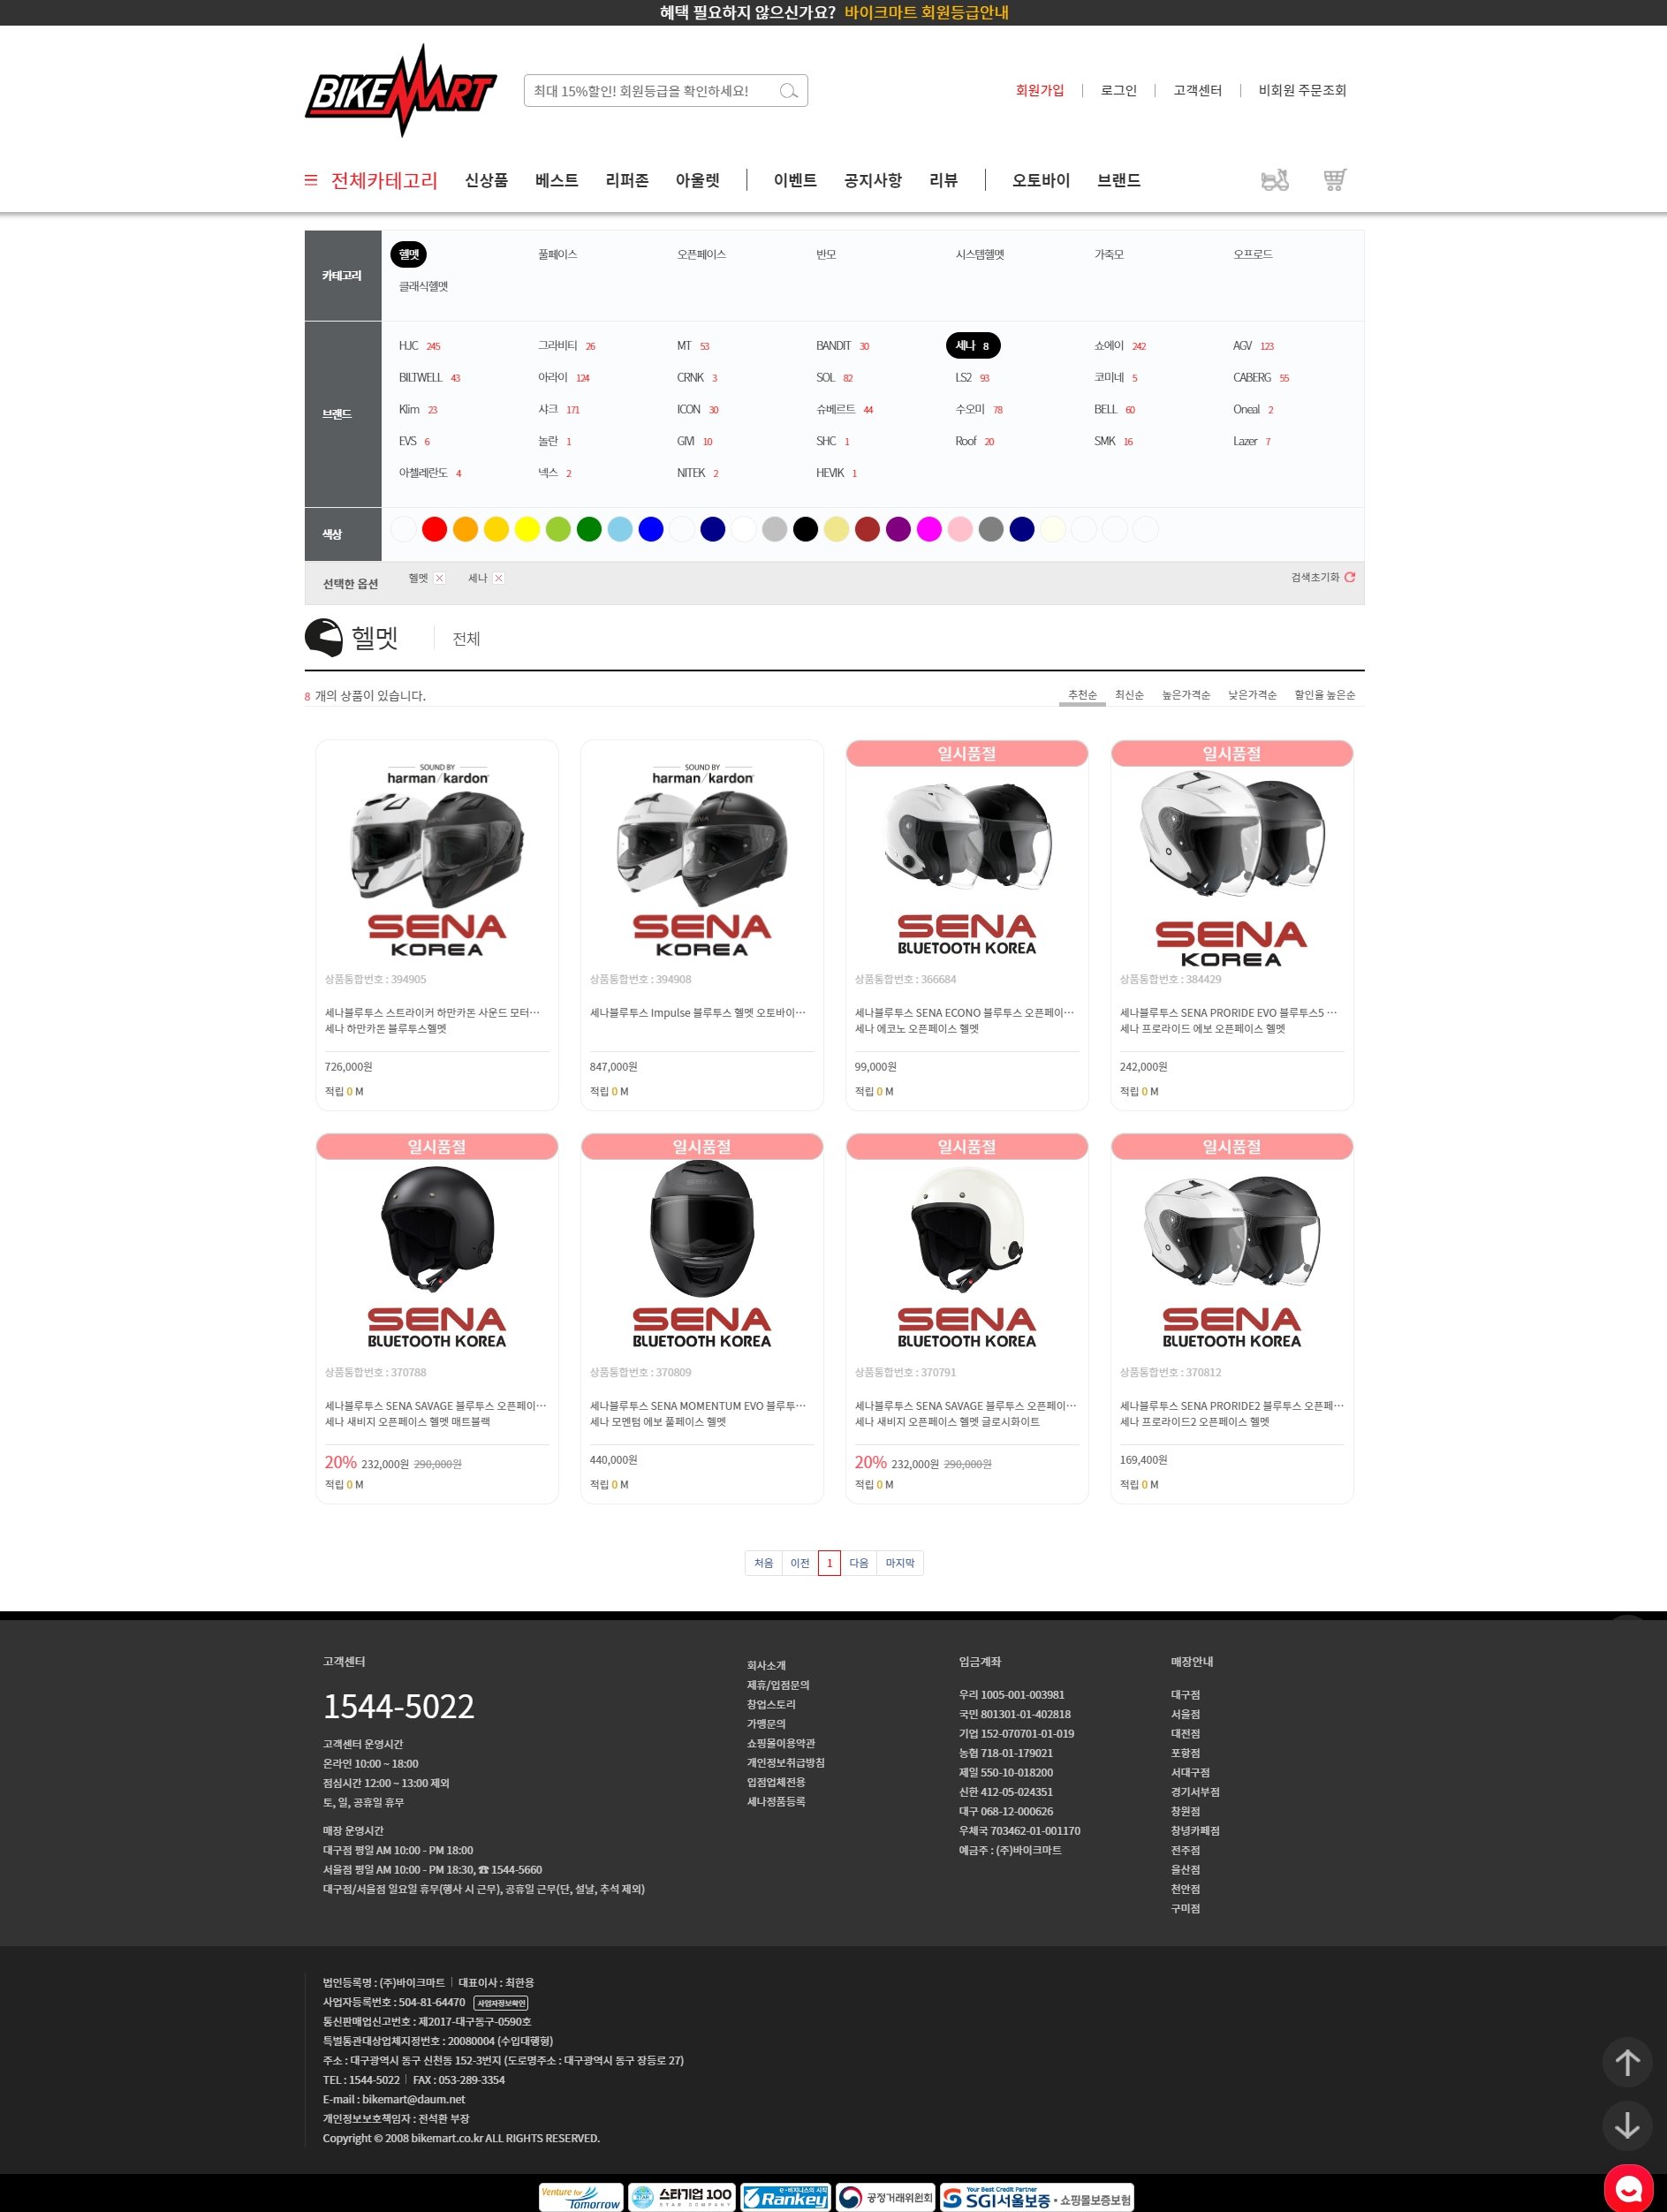 혜택 필요하지 않으신가요? 바이크마트 회원등급안내
BIKEMART
최대 15%할인! 회원등급을 확인하세요!
회원가입 로그인 고객센터 비회원 주문조회
전체카테고리 신상품 베스트 리퍼존 아울렛 이벤트 공지사항 리뷰 오토바이 브랜드
카테고리
헬멧 풀페이스 오픈페이스 반모 시스템헬멧 가죽모 오프로드
클래식헬멧
브랜드
HJC 245 그라비티 26 MT 53 BANDIT 30 세나 8 쇼에이 242 AGV 123
BILTWELL 43 아라이 124 CRNK 3 SOL 82 LS2 93 코미네 5 CABERG 55
Klim 23 샤크 171 ICON 30 슈베르트 44 수오미 78 BELL 60 Oneal 2
EVS 6 놀란 1 GIVI 10 SHC 1 Roof 20 SMK 16 Lazer 7
아첼레란도 4 넥스 2 NITEK 2 HEVIK 1
색상
선택한 옵션 헬멧 세나 검색초기화
헬멧 전체
8 개의 상품이 있습니다.
추천순 최신순 높은가격순 낮은가격순 할인율 높은순
SOUND BY
harman/kardon
SENA
KOREA
상품통합번호 : 394905
세나블루투스 스트라이커 하만카돈 사운드 모터…
세나 하만카돈 블루투스헬멧
726,000원
적립 0 M
SOUND BY
harman/kardon
SENA
KOREA
상품통합번호 : 394908
세나블루투스 Impulse 블루투스 헬멧 오토바이…
847,000원
적립 0 M
일시품절
SENA
BLUETOOTH KOREA
상품통합번호 : 366684
세나블루투스 SENA ECONO 블루투스 오픈페이…
세나 에코노 오픈페이스 헬멧
99,000원
적립 0 M
일시품절
SENA
KOREA
상품통합번호 : 384429
세나블루투스 SENA PRORIDE EVO 블루투스5 …
세나 프로라이드 에보 오픈페이스 헬멧
242,000원
적립 0 M
일시품절
SENA
BLUETOOTH KOREA
상품통합번호 : 370788
세나블루투스 SENA SAVAGE 블루투스 오픈페이…
세나 새비지 오픈페이스 헬멧 매트블랙
20% 232,000원 290,000원
적립 0 M
일시품절
SENA
BLUETOOTH KOREA
상품통합번호 : 370809
세나블루투스 SENA MOMENTUM EVO 블루투…
세나 모멘텀 에보 풀페이스 헬멧
440,000원
적립 0 M
일시품절
SENA
BLUETOOTH KOREA
상품통합번호 : 370791
세나블루투스 SENA SAVAGE 블루투스 오픈페이…
세나 새비지 오픈페이스 헬멧 글로시화이트
20% 232,000원 290,000원
적립 0 M
일시품절
SENA
BLUETOOTH KOREA
상품통합번호 : 370812
세나블루투스 SENA PRORIDE2 블루투스 오픈페…
세나 프로라이드2 오픈페이스 헬멧
169,400원
적립 0 M
처음 이전 1 다음 마지막
고객센터
1544-5022
고객센터 운영시간
온라인 10:00 ~ 18:00
점심시간 12:00 ~ 13:00 제외
토, 일, 공휴일 휴무
매장 운영시간
대구점 평일 AM 10:00 - PM 18:00
서울점 평일 AM 10:00 - PM 18:30, ☎ 1544-5660
대구점/서울점 일요일 휴무(행사 시 근무), 공휴일 근무(단, 설날, 추석 제외)
회사소개
제휴/입점문의
창업스토리
가맹문의
쇼핑몰이용약관
개인정보취급방침
입점업체전용
세나정품등록
입금계좌
우리 1005-001-003981
국민 801301-01-402818
기업 152-070701-01-019
농협 718-01-179021
제일 550-10-018200
신한 412-05-024351
대구 068-12-000626
우체국 703462-01-001170
예금주 : (주)바이크마트
매장안내
대구점
서울점
대전점
포항점
서대구점
경기서부점
창원점
창녕카페점
전주점
울산점
천안점
구미점
법인등록명 : (주)바이크마트 ㅣ 대표이사 : 최한용
사업자등록번호 : 504-81-64470 사업자정보확인
통신판매업신고번호 : 제2017-대구동구-0590호
특별통관대상업체지정번호 : 20080004 (수입대행형)
주소 : 대구광역시 동구 신천동 152-3번지 (도로명주소 : 대구광역시 동구 장등로 27)
TEL : 1544-5022 ㅣ FAX : 053-289-3354
E-mail : bikemart@daum.net
개인정보보호책임자 : 전석환 부장
Copyright © 2008 bikemart.co.kr ALL RIGHTS RESERVED.
Venture for Tomorrow
스타기업 100
STAR COMPANY
e-비지니스의 시작
Rankey
공정거래위원회
Your Best Credit Partner
SGI서울보증 · 쇼핑몰보증보험